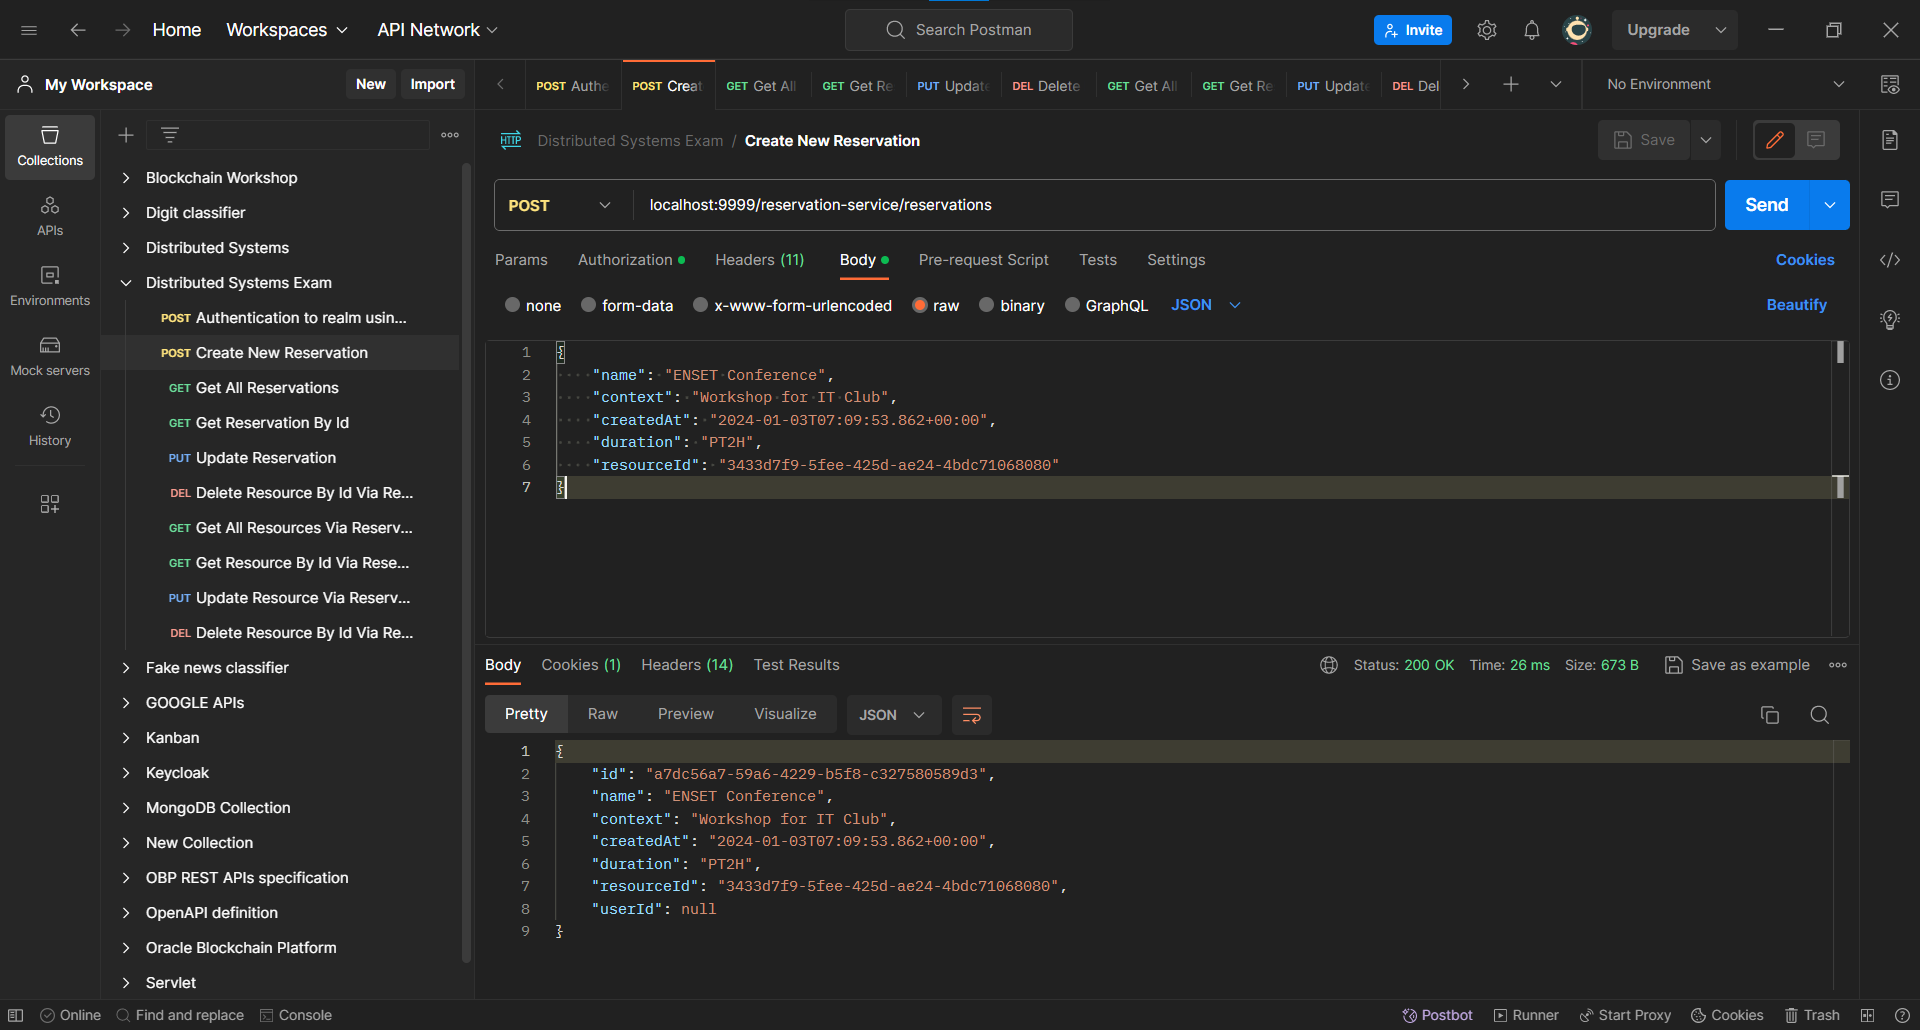 Home Workspaces API Network Search Postman Invite Upgrade
My Workspace New Import
POST Authe POST Creat GET Get All GET Get Re PUT Updat DEL Delete GET Get All GET Get Re PUT Updat DEL Del No Environment
Collections
APIs
Environments
Mock servers
History
Blockchain Workshop
Digit classifier
Distributed Systems
Distributed Systems Exam
POST Authentication to realm usin...
POST Create New Reservation
GET Get All Reservations
GET Get Reservation By Id
PUT Update Reservation
DEL Delete Resource By Id Via Re...
GET Get All Resources Via Reserv...
GET Get Resource By Id Via Rese...
PUT Update Resource Via Reserv...
DEL Delete Resource By Id Via Re...
Fake news classifier
GOOGLE APIs
Kanban
Keycloak
MongoDB Collection
New Collection
OBP REST APIs specification
OpenAPI definition
Oracle Blockchain Platform
Servlet
HTTP Distributed Systems Exam / Create New Reservation Save
POST localhost:9999/reservation-service/reservations Send
Params Authorization Headers (11) Body Pre-request Script Tests Settings Cookies
none form-data x-www-form-urlencoded raw binary GraphQL JSON Beautify
1 {
2 "name": "ENSET Conference",
3 "context": "Workshop for IT Club",
4 "createdAt": "2024-01-03T07:09:53.862+00:00",
5 "duration": "PT2H",
6 "resourceId": "3433d7f9-5fee-425d-ae24-4bdc71068080"
7 }
Body Cookies (1) Headers (14) Test Results Status: 200 OK Time: 26 ms Size: 673 B Save as example
Pretty Raw Preview Visualize JSON
1 {
2 "id": "a7dc56a7-59a6-4229-b5f8-c327580589d3",
3 "name": "ENSET Conference",
4 "context": "Workshop for IT Club",
5 "createdAt": "2024-01-03T07:09:53.862+00:00",
6 "duration": "PT2H",
7 "resourceId": "3433d7f9-5fee-425d-ae24-4bdc71068080",
8 "userId": null
9 }
Online Find and replace Console Postbot Runner Start Proxy Cookies Trash